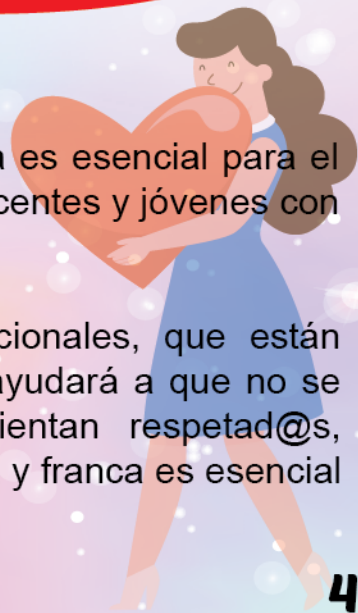 a es esencial para el
centes y jóvenes con
cionales, que están
ayudará a que no se
ientan respetad@s,
y franca es esencial
4